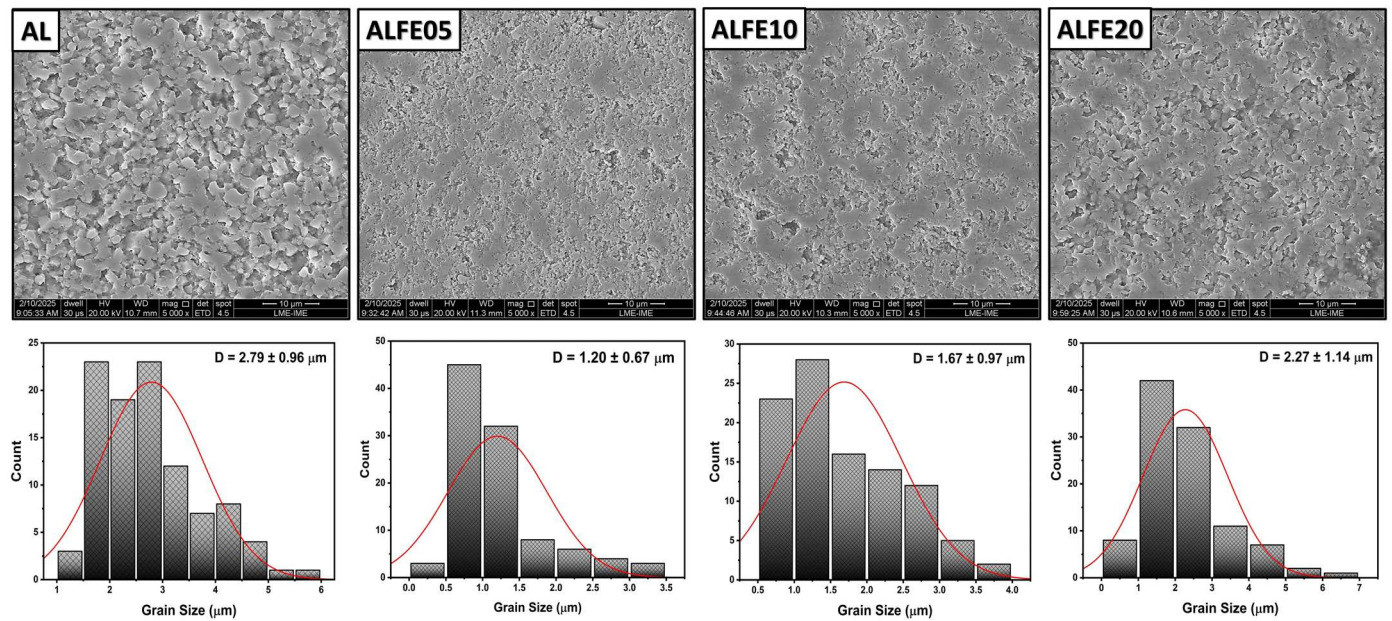 AL
ALFE05
ALFE10
ALFE20
2/10/2025 dwell HV WD mag det spot 10 µm
9:05:33 AM 30 µs 20.00 kV 10.7 mm 5 000 x ETD 4.5 LME-IME
2/10/2025 dwell HV WD mag det spot 10 µm
9:32:42 AM 30 µs 20.00 kV 11.3 mm 5 000 x ETD 4.5 LME-IME
2/10/2025 dwell HV WD mag det spot 10 µm
9:44:46 AM 30 µs 20.00 kV 10.3 mm 5 000 x ETD 4.5 LME-IME
2/10/2025 dwell HV WD mag det spot 10 µm
9:59:25 AM 30 µs 20.00 kV 10.6 mm 5 000 x ETD 4.5 LME-IME
D = 2.79 ± 0.96 µm
25
20
15
10
5
0
Count
1 2 3 4 5 6
Grain Size (µm)
D = 1.20 ± 0.67 µm
50
40
30
20
10
0
Count
0.0 0.5 1.0 1.5 2.0 2.5 3.0 3.5
Grain Size (µm)
D = 1.67 ± 0.97 µm
30
25
20
15
10
5
0
Count
0.5 1.0 1.5 2.0 2.5 3.0 3.5 4.0
Grain Size (µm)
D = 2.27 ± 1.14 µm
50
40
30
20
10
0
Count
0 1 2 3 4 5 6 7
Grain Size (µm)